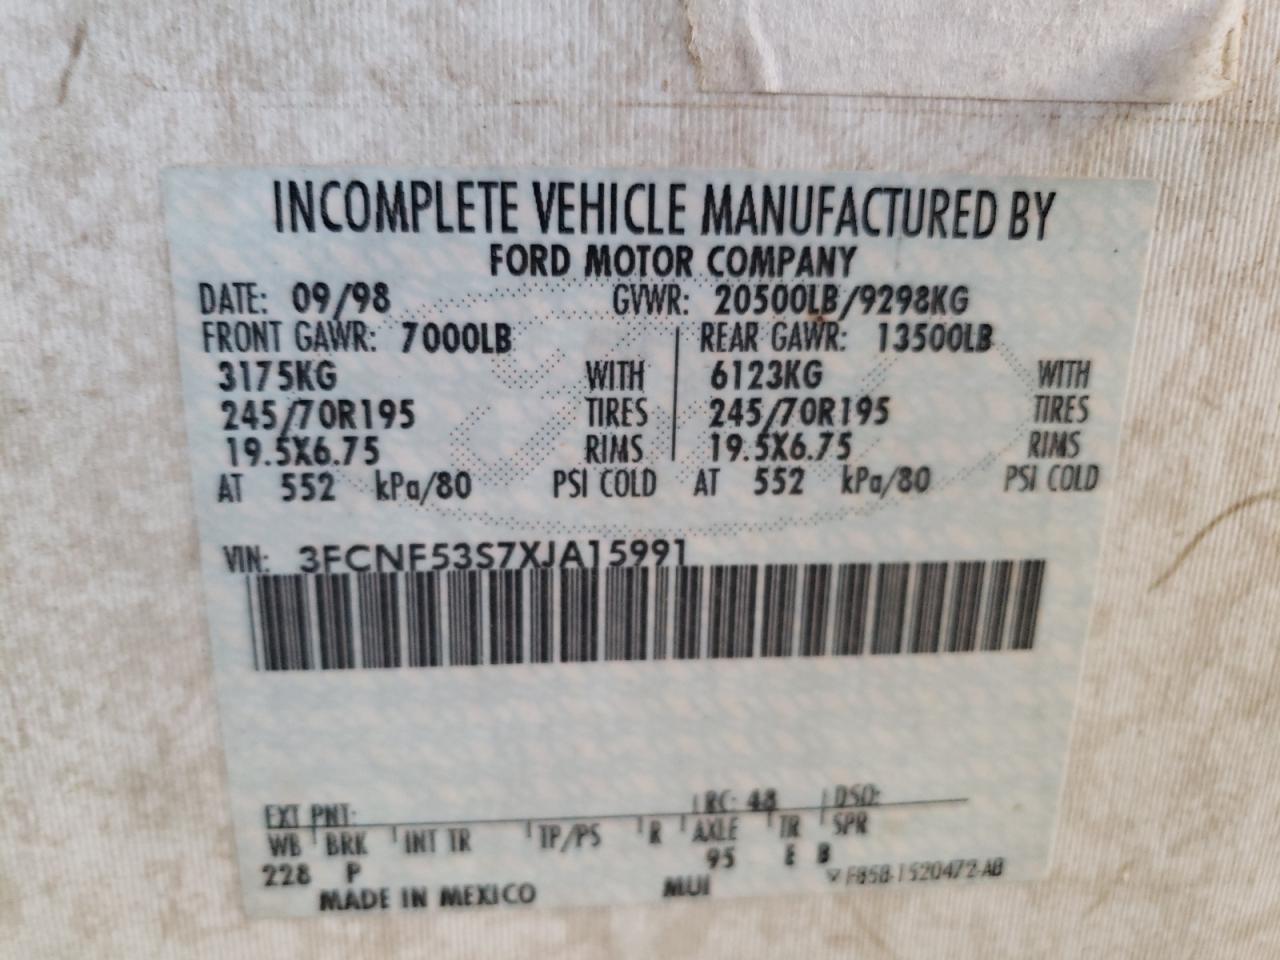 INCOMPLETE VEHICLE MANUFACTURED BY
FORD MOTOR COMPANY
DATE: 09/98 GVWR: 20500LB/9298KG
FRONT GAWR: 7000LB REAR GAWR: 13500LB
3175KG WITH 6123KG WITH
245/70R195 TIRES 245/70R195 TIRES
19.5X6.75 RIMS 19.5X6.75 RIMS
AT 552 kPa/80 PSI COLD AT 552 kPa/80 PSI COLD
VIN: 3FCNF53S7XJA15991
EXT PNT: RC: 48 DSO:
WB BRK INT TR TP/PS R AXLE TR SPR
228 P 95 E B
MADE IN MEXICO MUI F85B-1520472-AB